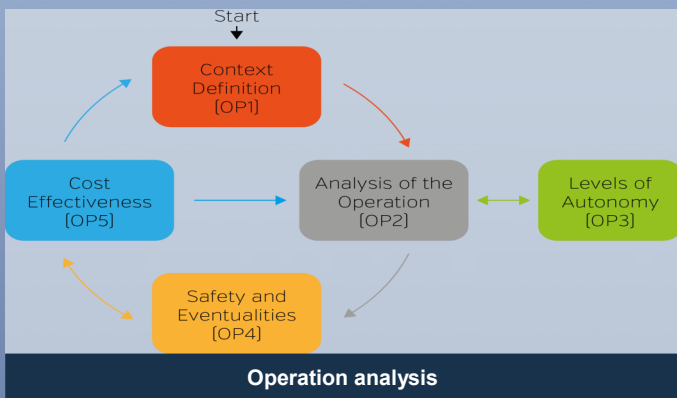 Start
Context
Definition
[OP1]
Cost
Effectiveness
[OP5]
Analysis of the
Operation
[OP2]
Levels of
Autonomy
[OP3]
Safety and
Eventualities
[OP4]
Operation analysis